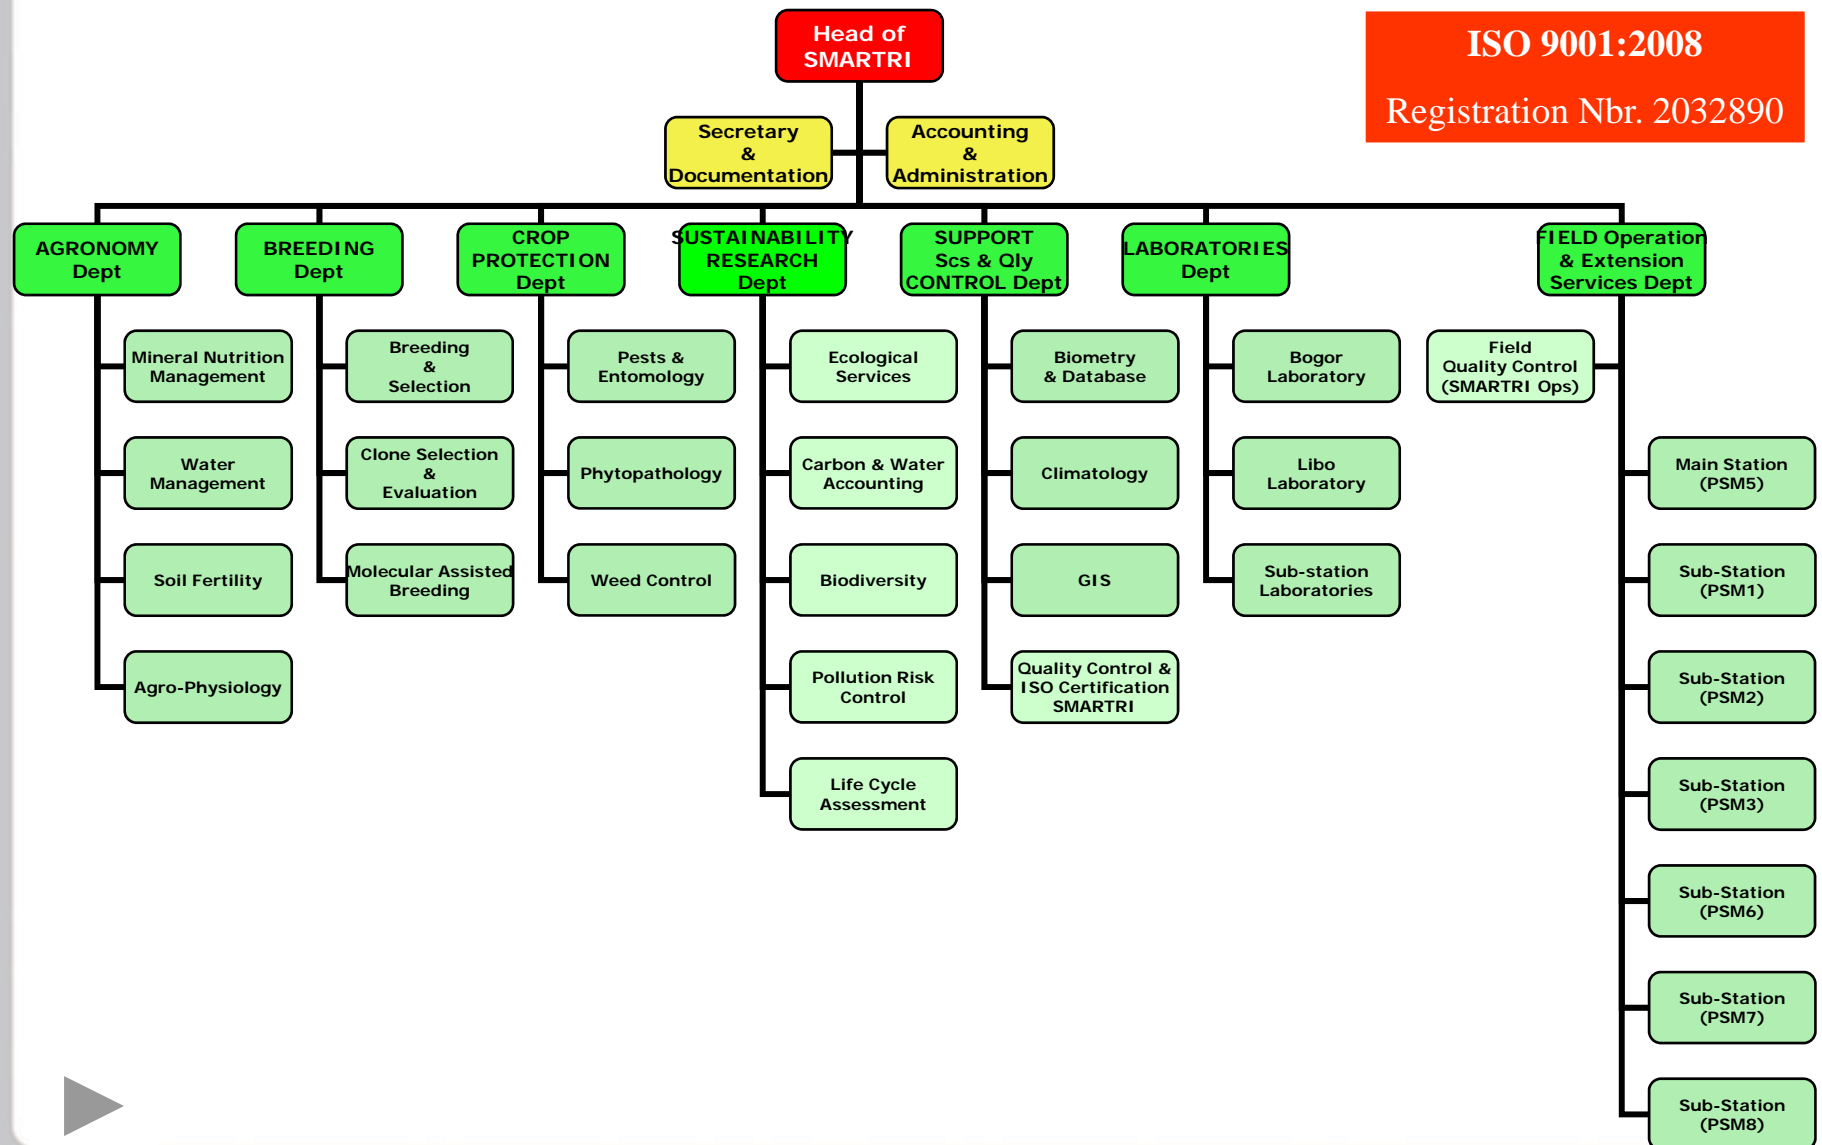 Head of
SMARTRI
ISO 9001:2008
Registration Nbr. 2032890
Secretary
&
Documentation
Accounting
&
Administration
AGRONOMY
Dept
BREEDING
Dept
CROP
PROTECTION
Dept
SUSTAINABILITY
RESEARCH
Dept
SUPPORT
Scs & Qly
CONTROL Dept
LABORATORIES
Dept
FIELD Operation
& Extension
Services Dept
Mineral Nutrition
Management
Breeding
&
Selection
Pests &
Entomology
Ecological
Services
Biometry
& Database
Bogor
Laboratory
Field
Quality Control
(SMARTRI Ops)
Water
Management
Clone Selection
&
Evaluation
Phytopathology
Carbon & Water
Accounting
Climatology
Libo
Laboratory
Main Station
(PSM5)
Soil Fertility
Molecular Assisted
Breeding
Weed Control
Biodiversity
GIS
Sub-station
Laboratories
Sub-Station
(PSM1)
Agro-Physiology
Pollution Risk
Control
Quality Control &
ISO Certification
SMARTRI
Sub-Station
(PSM2)
Life Cycle
Assessment
Sub-Station
(PSM3)
Sub-Station
(PSM6)
Sub-Station
(PSM7)
Sub-Station
(PSM8)